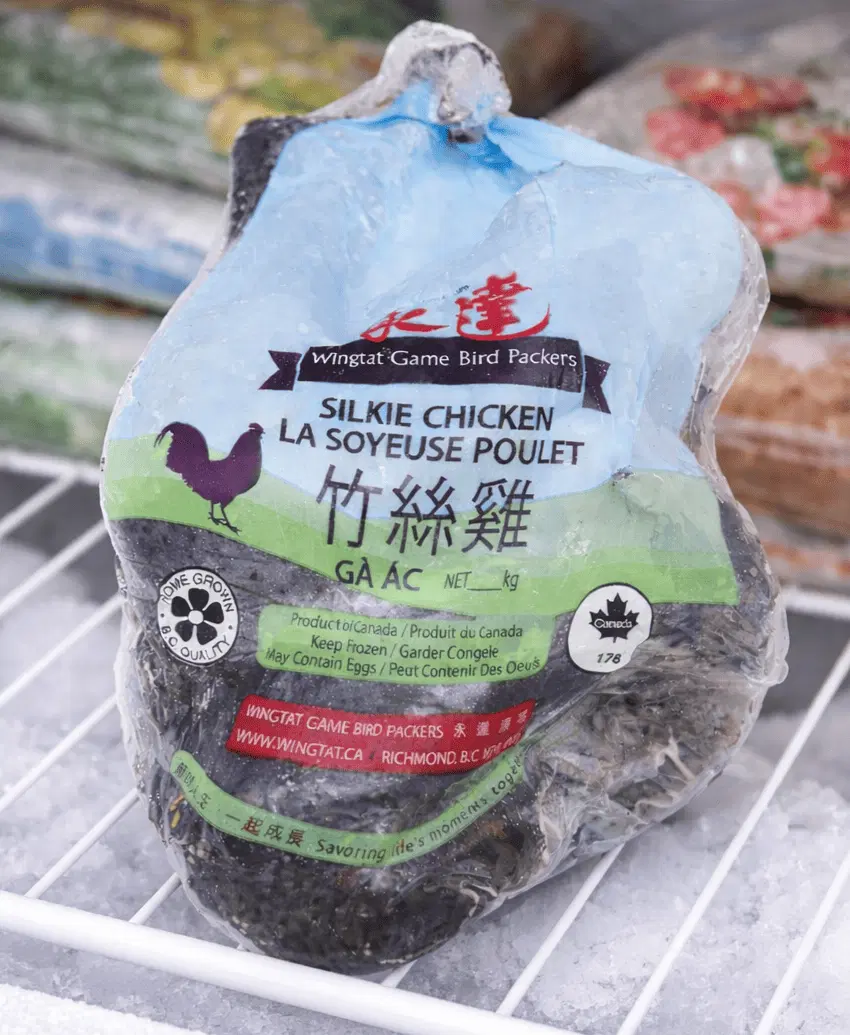 永達
Wingtat Game Bird Packers
SILKIE CHICKEN
LA SOYEUSE POULET
竹絲雞
GÀ ÁC NET___kg
HOME GROWN
B.C QUALITY
Product of Canada / Produit du Canada
Keep Frozen / Garder Congele
May Contain Eggs / Peut Contenir Des Oeufs
Canada
178
WINGTAT GAME BIRD PACKERS 永達
WWW.WINGTAT.CA / RICHMOND, B.C
一起成長 Savoring life's moments together